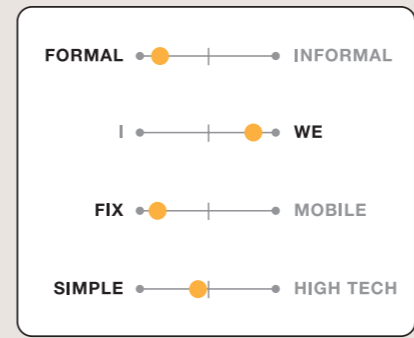 FORMAL INFORMAL
I WE
FIX MOBILE
SIMPLE HIGH TECH